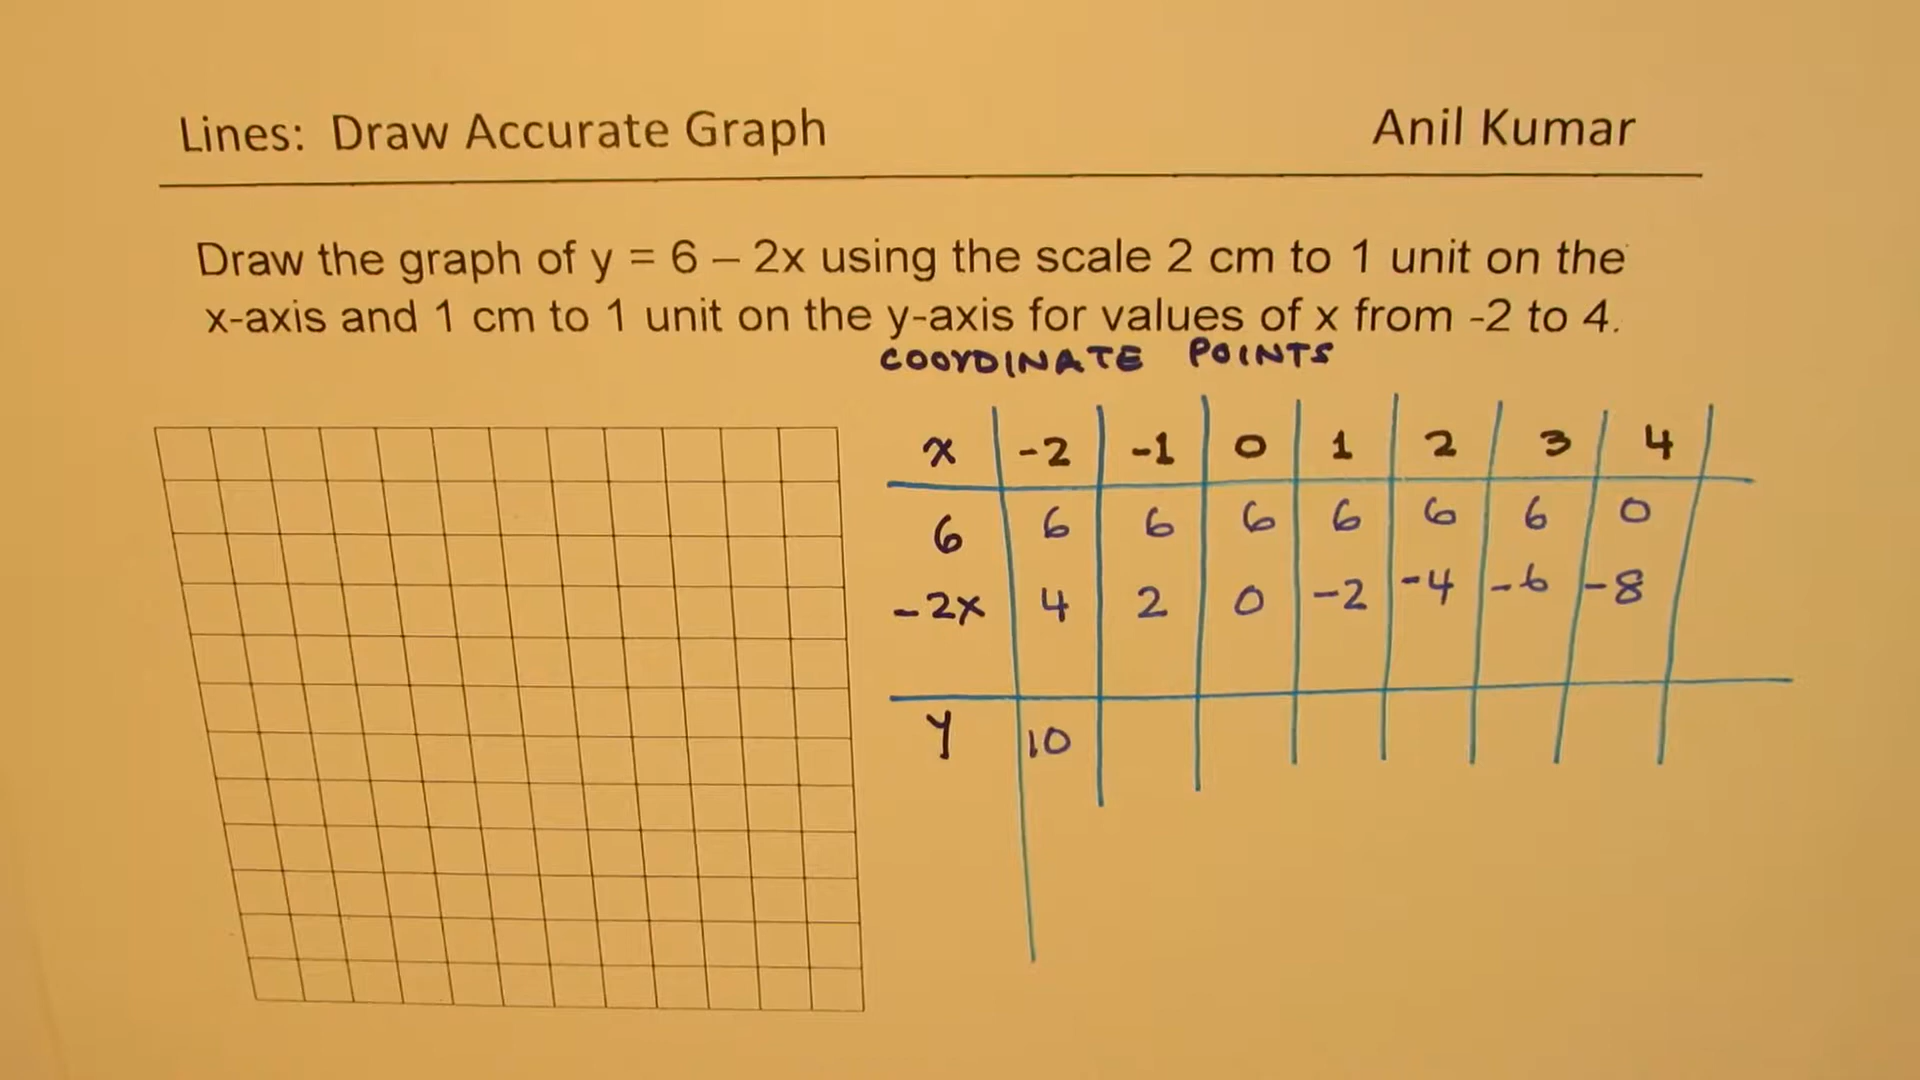 Lines: Draw Accurate Graph Anil Kumar
Draw the graph of y = 6 – 2x using the scale 2 cm to 1 unit on the
x-axis and 1 cm to 1 unit on the y-axis for values of x from -2 to 4.
COORDINATE POINTS
x -2 -1 0 1 2 3 4
6 6 6 6 6 6 6 0
-2x 4 2 0 -2 -4 -6 -8
y 10